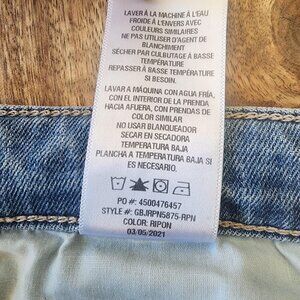 LAVER À LA MACHINE À L'EAU
FROIDE À L'ENVERS AVEC
COULEURS SIMILAIRES
NE PAS UTILISER D'AGENT DE
BLANCHIMENT
SÉCHER PAR CULBUTAGE À BASSE
TEMPÉRATURE
REPASSER À BASSE TEMPÉRATURE
SI BESOIN.
LAVAR A MÁQUINA CON AGUA FRÍA,
CON EL INTERIOR DE LA PRENDA
HACIA AFUERA, CON PRENDAS DE
COLOR SIMILAR
NO USAR BLANQUEADOR
SECAR EN SECADORA
TEMPERATURA BAJA
PLANCHA A TEMPERATURA BAJA SI
ES NECESARIO.
PO #: 4500476457
STYLE #: GBJRPN5875-RPN
COLOR: RIPON
03/05/2021